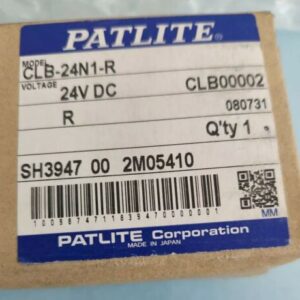 PATLITE®
MODEL
CLB-24N1-R
VOLTAGE
24V DC CLB00002
R 080731
Q'ty 1
SH3947 00 2M05410
MM
PATLITE Corporation
MADE IN JAPAN